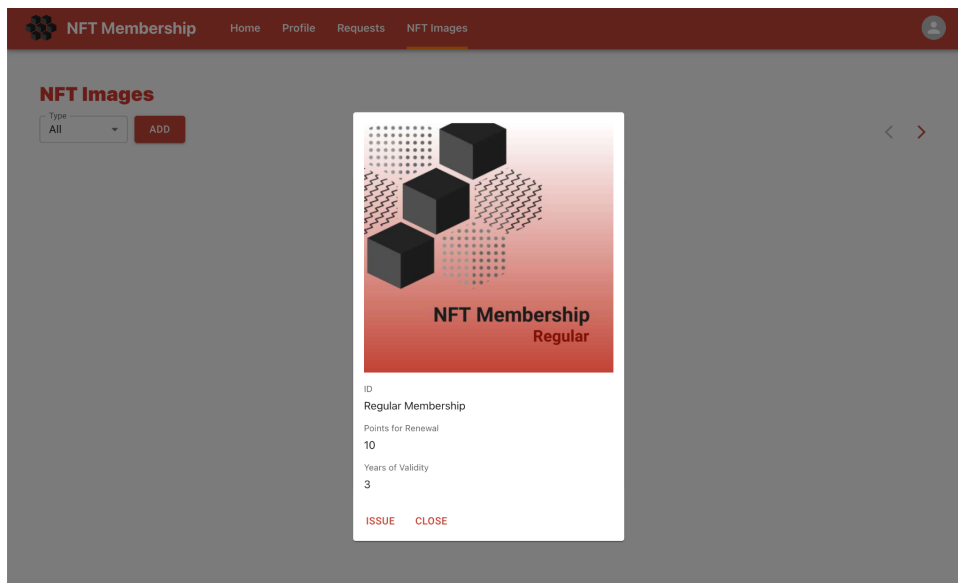 NFT Membership
Home Profile Requests NFT Images
NFT Images
Type
All
ADD
NFT Membership
Regular
ID
Regular Membership
Points for Renewal
10
Years of Validity
3
ISSUE CLOSE